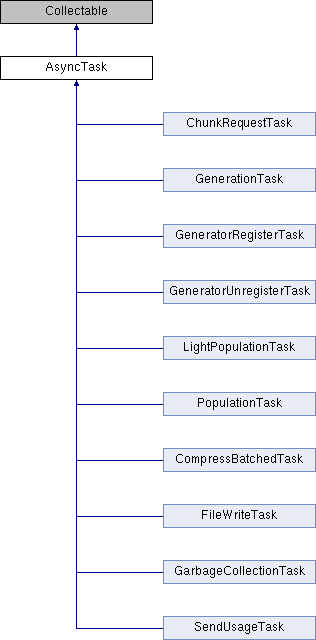 Collectable
AsyncTask
ChunkRequestTask
GenerationTask
GeneratorRegisterTask
GeneratorUnregisterTask
LightPopulationTask
PopulationTask
CompressBatchedTask
FileWriteTask
GarbageCollectionTask
SendUsageTask